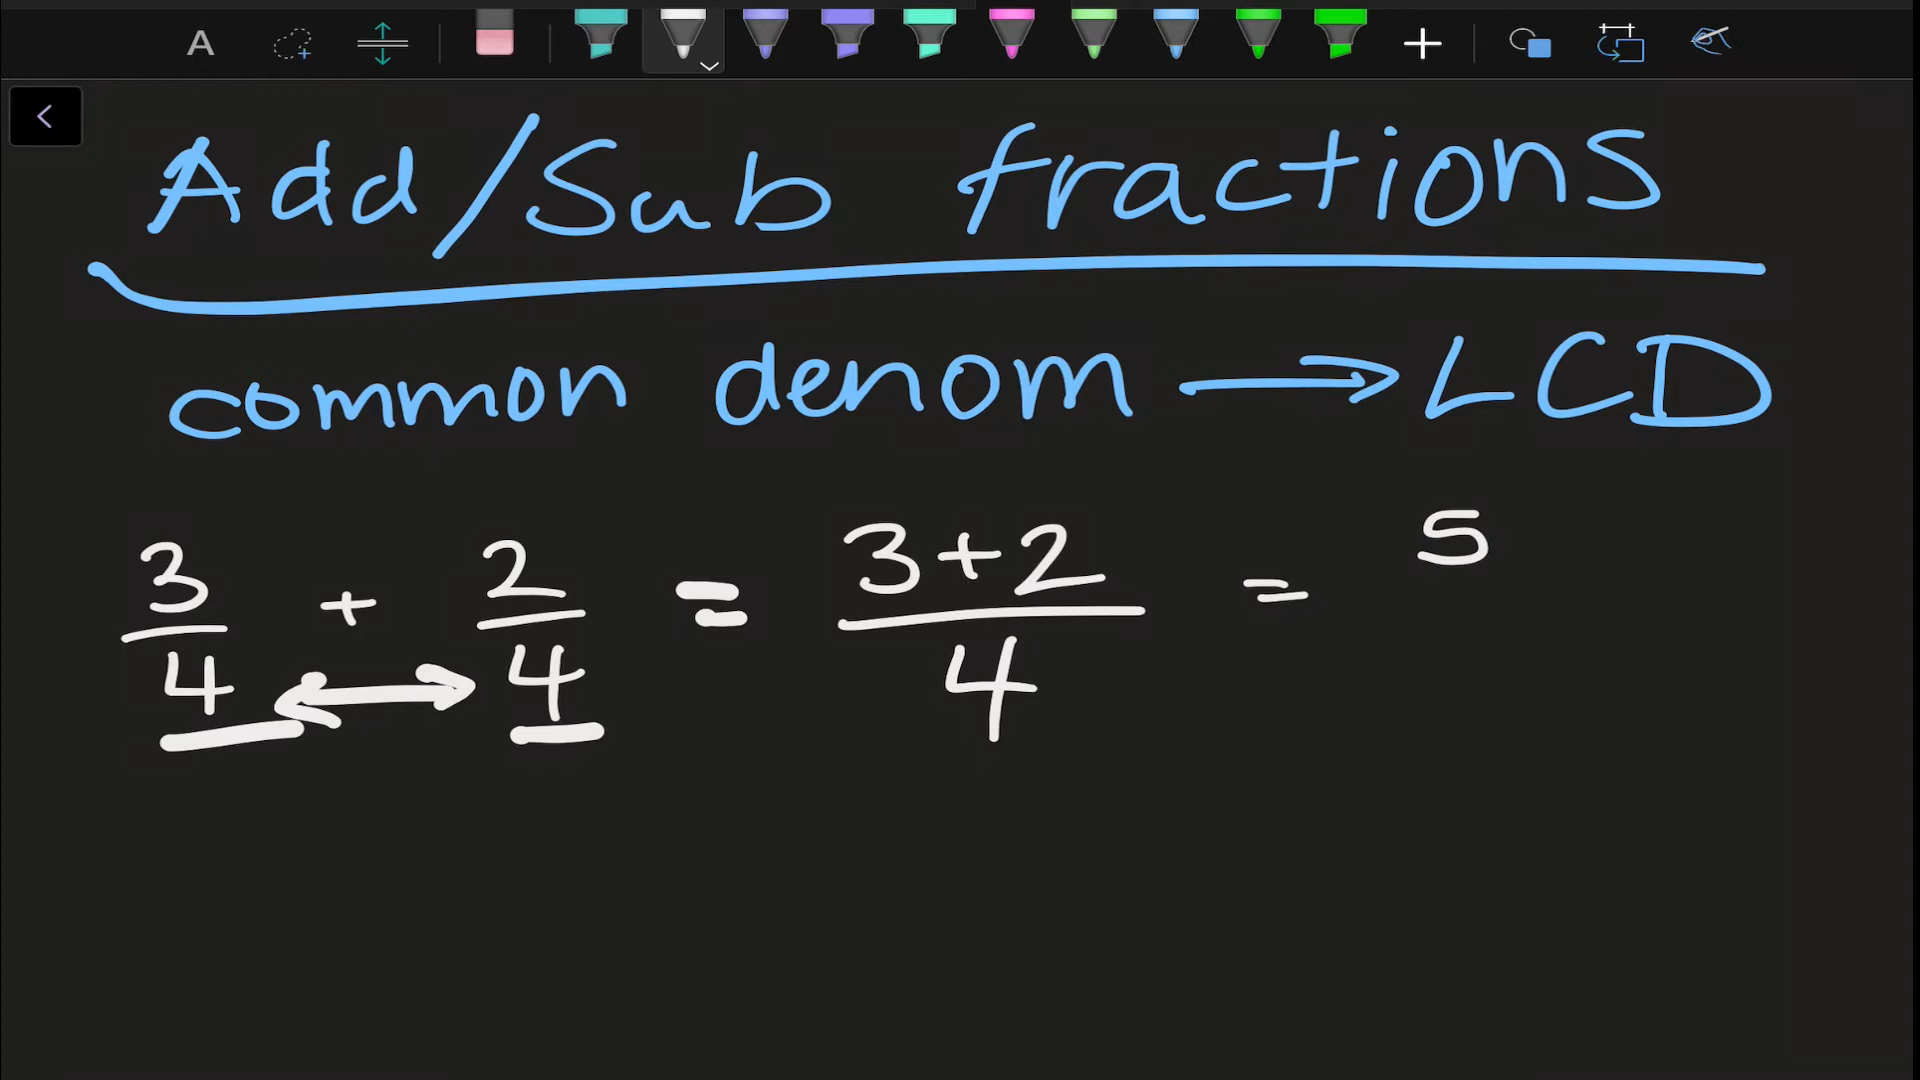 A
Add/Sub fractions
common denom → LCD
3/4 + 2/4 = 3+2/4 = 5